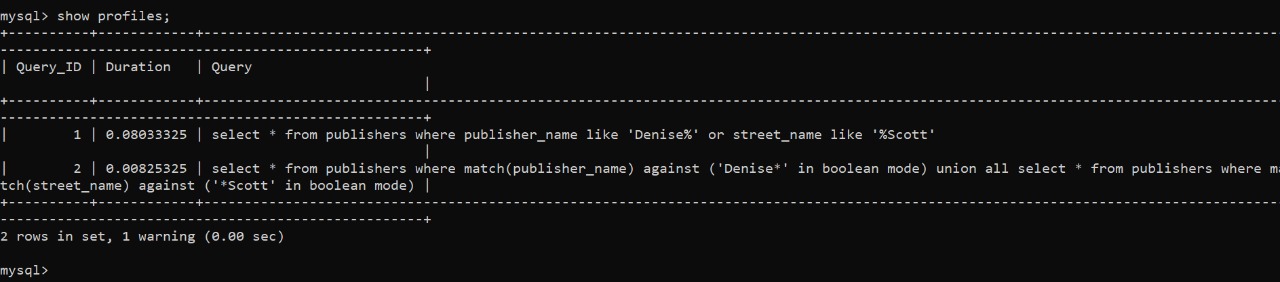 mysql> show profiles;
+----------+------------+------------------------------------------------------------------------------------------------------------------------------------
-----------------------------------------------------+
| Query_ID | Duration   | Query
                                                     |
+----------+------------+------------------------------------------------------------------------------------------------------------------------------------
-----------------------------------------------------+
|        1 | 0.08033325 | select * from publishers where publisher_name like 'Denise%' or street_name like '%Scott'
                                                     |
|        2 | 0.00825325 | select * from publishers where match(publisher_name) against ('Denise*' in boolean mode) union all select * from publishers where ma
tch(street_name) against ('*Scott' in boolean mode) |
+----------+------------+------------------------------------------------------------------------------------------------------------------------------------
-----------------------------------------------------+
2 rows in set, 1 warning (0.00 sec)
mysql>